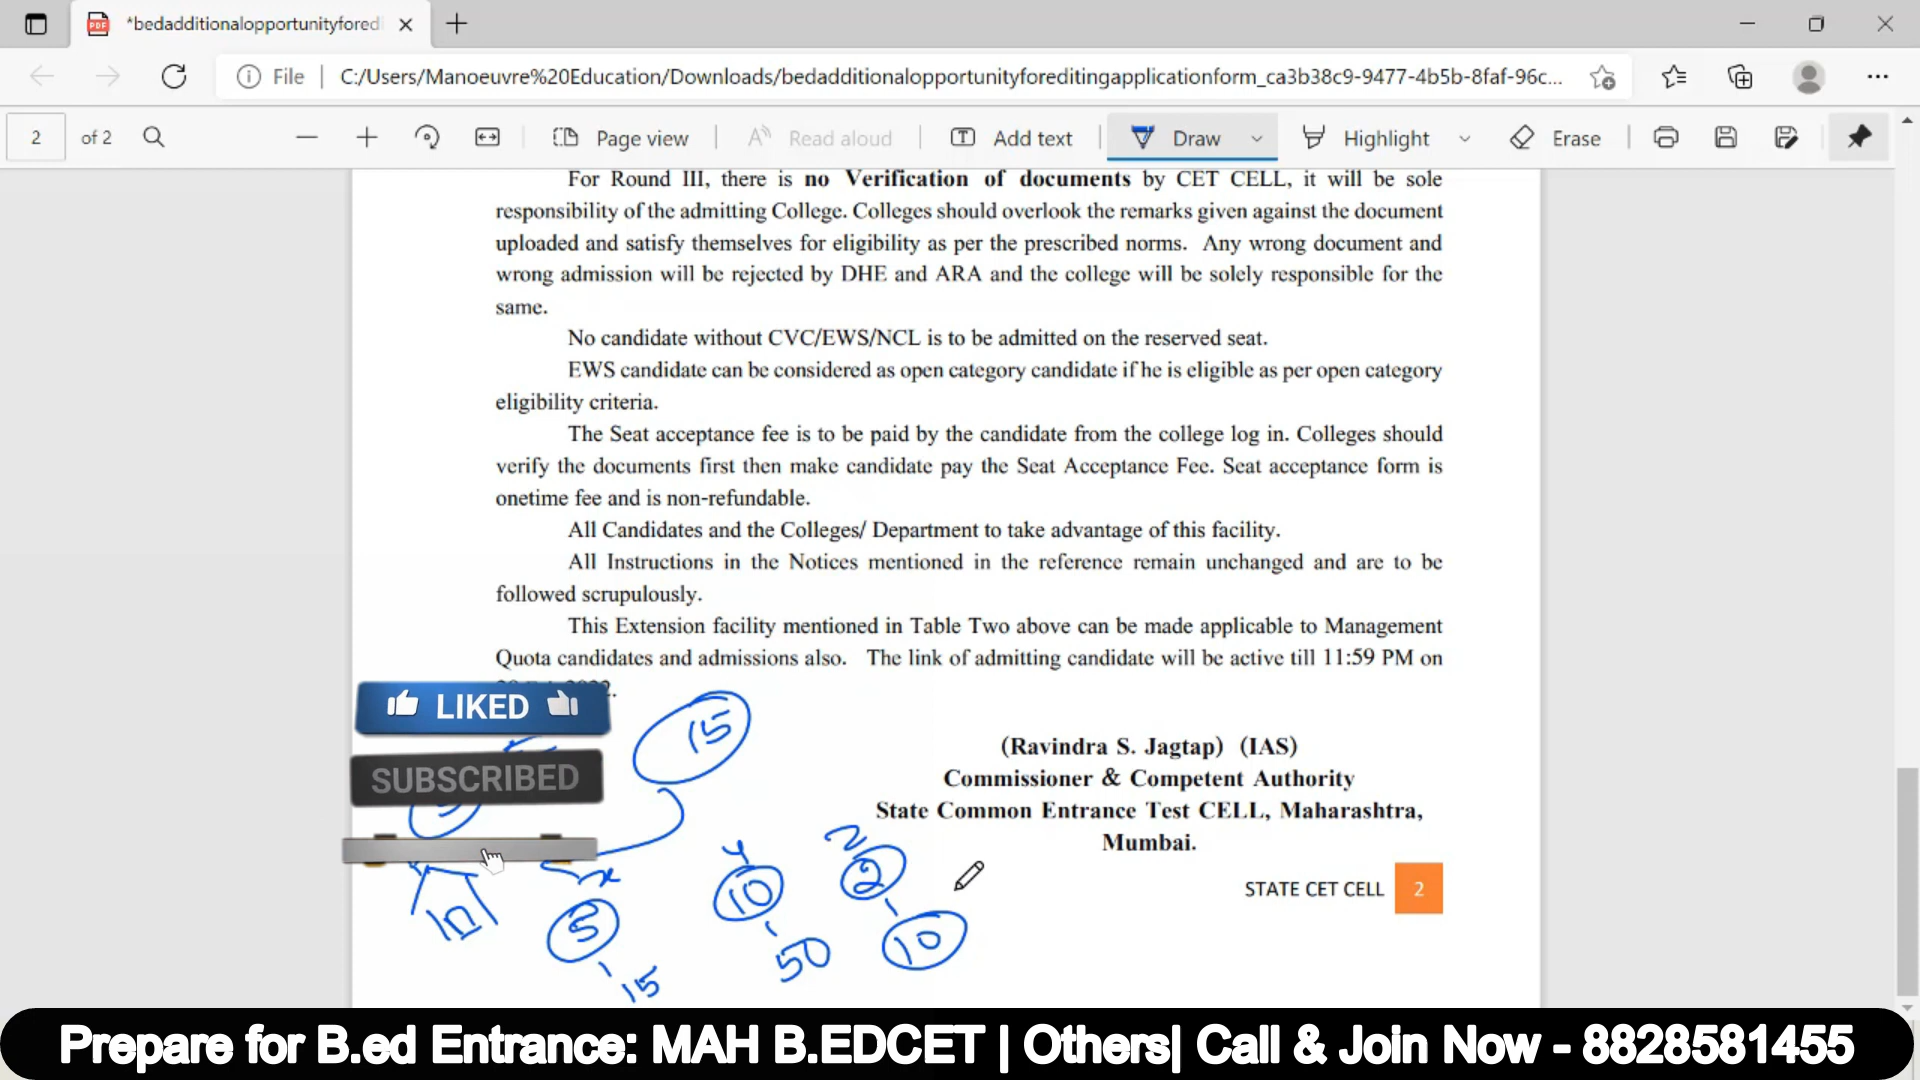 *bedadditionalopportunityfored
File
C:/Users/Manoeuvre%20Education/Downloads/bedadditionalopportunityforeditingapplicationform_ca3b38c9-9477-4b5b-8faf-96c...
2 of 2 Page view Read aloud Add text Draw Highlight Erase
For Round III, there is no Verification of documents by CET CELL, it will be sole
responsibility of the admitting College. Colleges should overlook the remarks given against the document
uploaded and satisfy themselves for eligibility as per the prescribed norms. Any wrong document and
wrong admission will be rejected by DHE and ARA and the college will be solely responsible for the
same.
No candidate without CVC/EWS/NCL is to be admitted on the reserved seat.
EWS candidate can be considered as open category candidate if he is eligible as per open category
eligibility criteria.
The Seat acceptance fee is to be paid by the candidate from the college log in. Colleges should
verify the documents first then make candidate pay the Seat Acceptance Fee. Seat acceptance form is
onetime fee and is non-refundable.
All Candidates and the Colleges/ Department to take advantage of this facility.
All Instructions in the Notices mentioned in the reference remain unchanged and are to be
followed scrupulously.
This Extension facility mentioned in Table Two above can be made applicable to Management
Quota candidates and admissions also. The link of admitting candidate will be active till 11:59 PM on
LIKED
SUBSCRIBED
15
(Ravindra S. Jagtap) (IAS)
Commissioner & Competent Authority
State Common Entrance Test CELL, Maharashtra,
Mumbai.
x y z
5 10 2
15 50 10
STATE CET CELL 2
Prepare for B.ed Entrance: MAH B.EDCET | Others| Call & Join Now - 8828581455